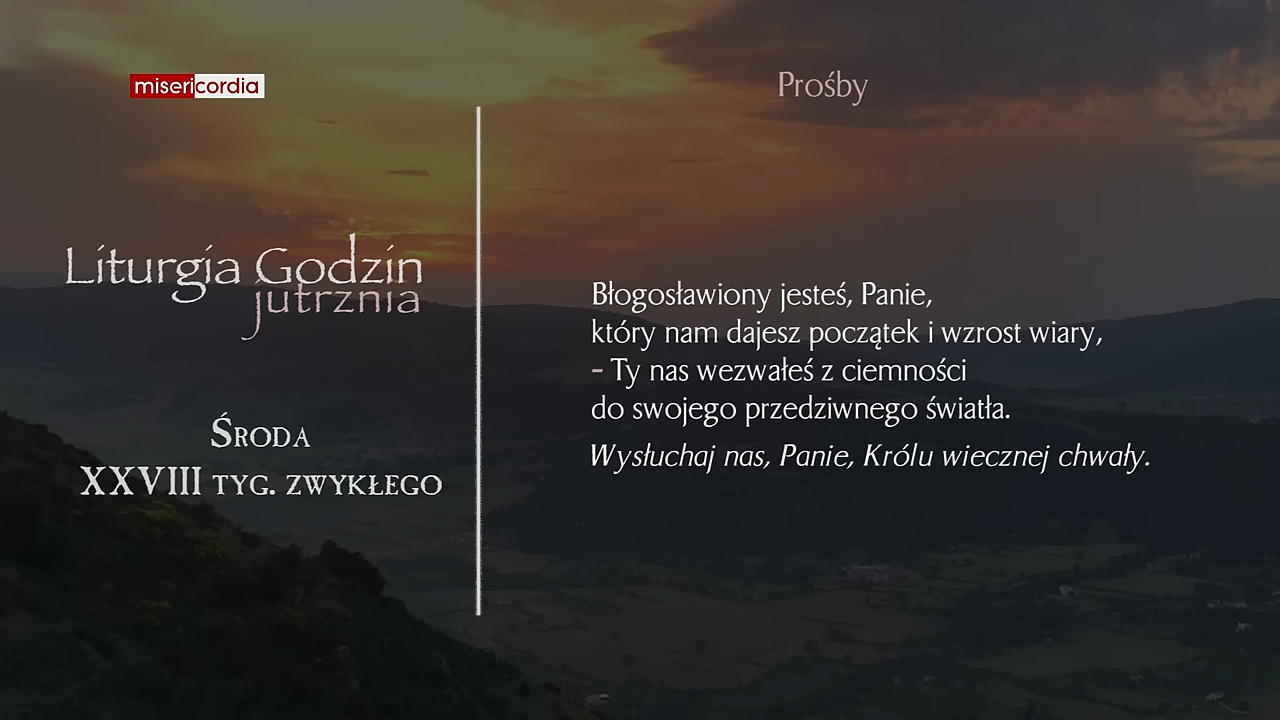 misericordia
Liturgia Godzin
jutrznia
Środa
XXVIII tyg. zwykłego
Prośby
Błogosławiony jesteś, Panie,
który nam dajesz początek i wzrost wiary,
- Ty nas wezwałeś z ciemności
do swojego przedziwnego światła.
Wysłuchaj nas, Panie, Królu wiecznej chwały.